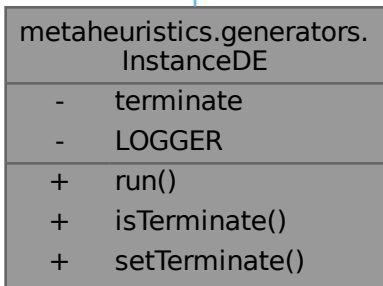 metaheuristics.generators.
InstanceDE
- terminate
- LOGGER
+ run()
+ isTerminate()
+ setTerminate()